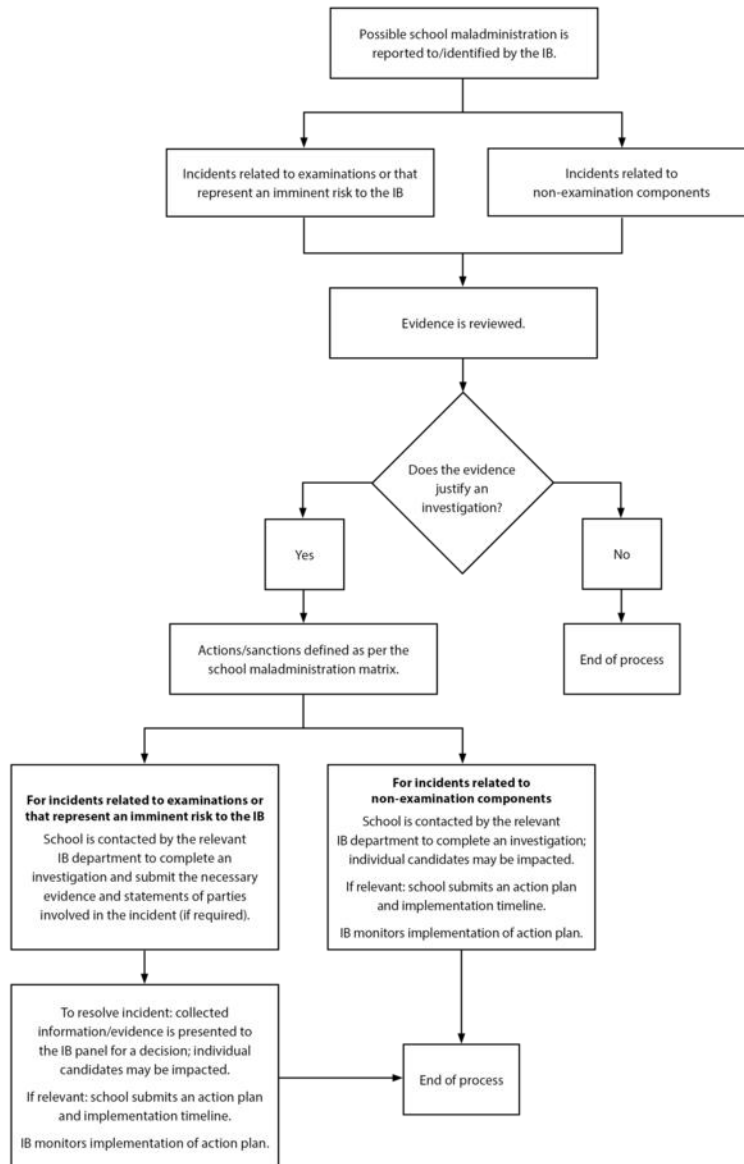 Possible school maladministration is
reported to/identified by the IB.
Incidents related to examinations or that
represent an imminent risk to the IB
Incidents related to
non-examination components
Evidence is reviewed.
Does the evidence
justify an
investigation?
Yes
No
Actions/sanctions defined as per the
school maladministration matrix.
End of process
For incidents related to examinations or
that represent an imminent risk to the IB
School is contacted by the relevant
IB department to complete an
investigation and submit the necessary
evidence and statements of parties
involved in the incident (if required).
For incidents related to
non-examination components
School is contacted by the relevant
IB department to complete an investigation;
individual candidates may be impacted.
If relevant: school submits an action plan
and implementation timeline.
IB monitors implementation of action plan.
To resolve incident: collected
information/evidence is presented to
the IB panel for a decision; individual
candidates may be impacted.
If relevant: school submits an action plan
and implementation timeline.
IB monitors implementation of action plan.
End of process